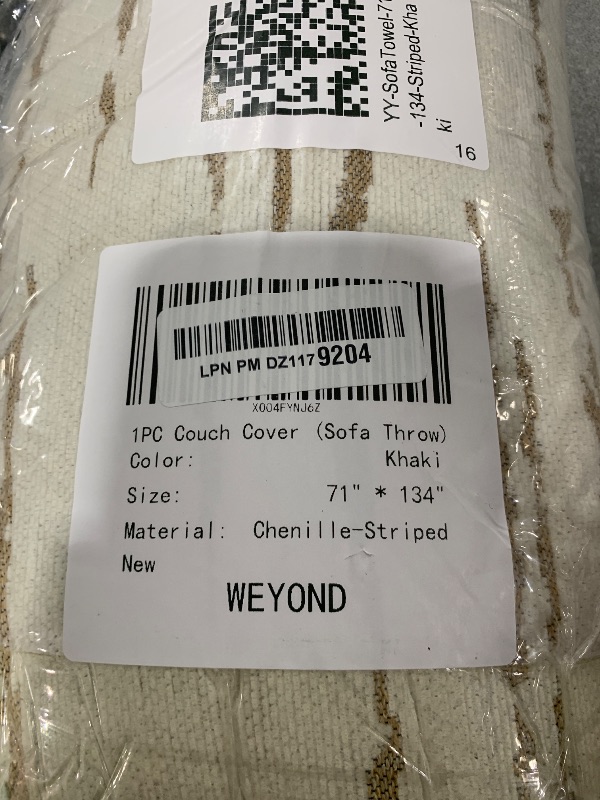 YY-SofaTowel-71
-134-Striped-Kha
ki
16
LPN PM DZ1179204
X004FYNJ6Z
1PC Couch Cover (Sofa Throw)
Color: Khaki
Size: 71" * 134"
Material: Chenille-Striped
New
WEYOND